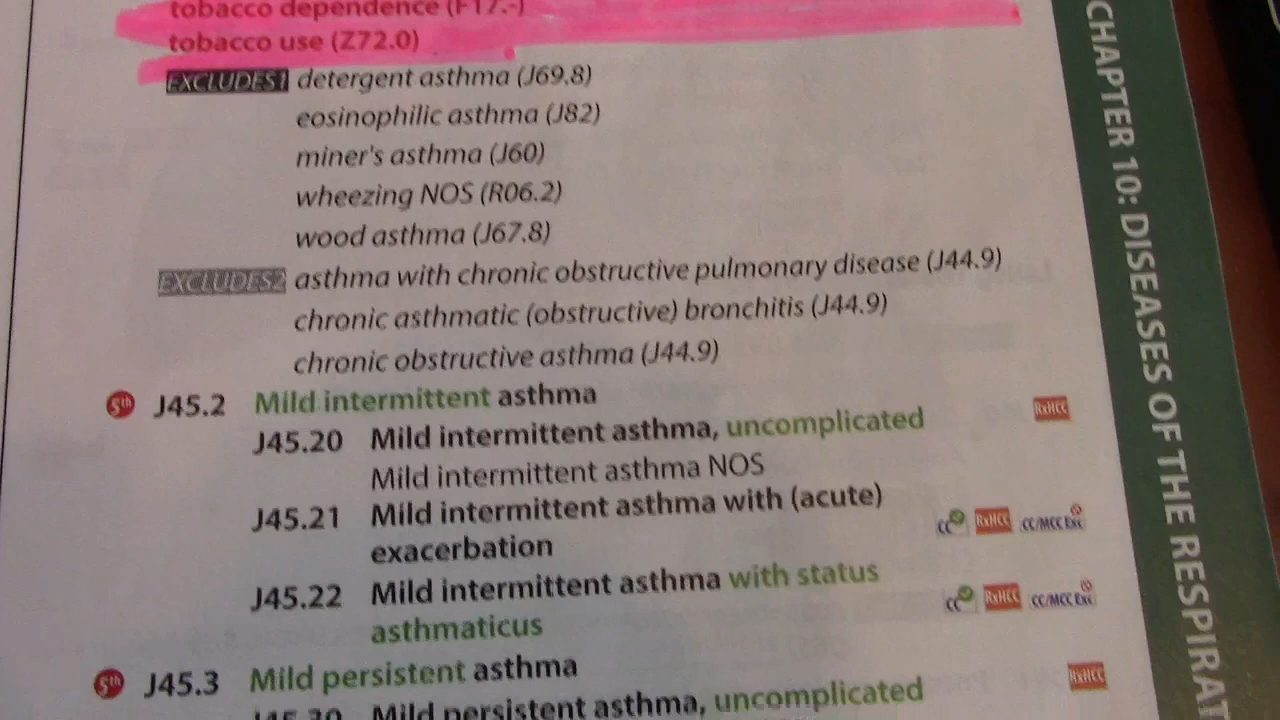 tobacco dependence (F17.-)
tobacco use (Z72.0)
EXCLUDES1 detergent asthma (J69.8)
eosinophilic asthma (J82)
miner's asthma (J60)
wheezing NOS (R06.2)
wood asthma (J67.8)
EXCLUDES2 asthma with chronic obstructive pulmonary disease (J44.9)
chronic asthmatic (obstructive) bronchitis (J44.9)
chronic obstructive asthma (J44.9)
5th J45.2 Mild intermittent asthma
J45.20 Mild intermittent asthma, uncomplicated RxHCC
Mild intermittent asthma NOS
J45.21 Mild intermittent asthma with (acute) CC RxHCC CC/MCC Exc
exacerbation
J45.22 Mild intermittent asthma with status CC RxHCC CC/MCC Exc
asthmaticus
5th J45.3 Mild persistent asthma RxHCC
J45.30 Mild persistent asthma, uncomplicated
CHAPTER 10: DISEASES OF THE RESPIRAT